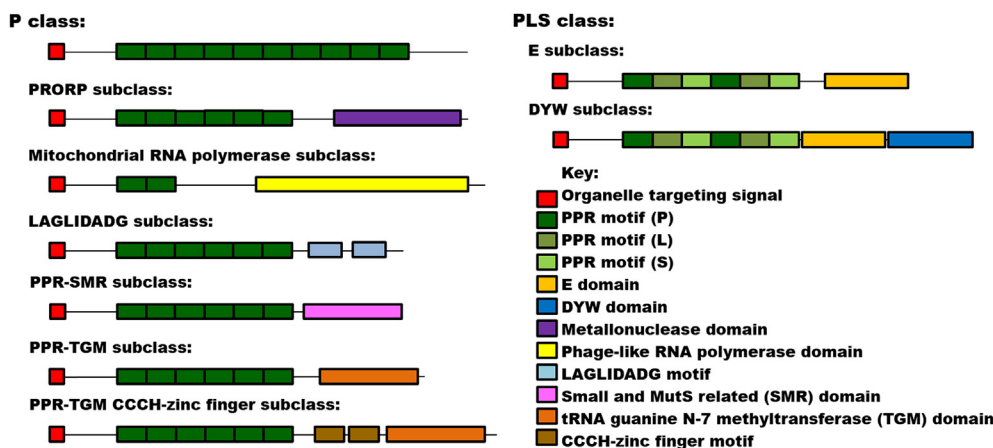 P class:
PRORP subclass:
Mitochondrial RNA polymerase subclass:
LAGLIDADG subclass:
PPR-SMR subclass:
PPR-TGM subclass:
PPR-TGM CCCH-zinc finger subclass:
PLS class:
E subclass:
DYW subclass:
Key:
Organelle targeting signal
PPR motif (P)
PPR motif (L)
PPR motif (S)
E domain
DYW domain
Metallonuclease domain
Phage-like RNA polymerase domain
LAGLIDADG motif
Small and MutS related (SMR) domain
tRNA guanine N-7 methyltransferase (TGM) domain
CCCH-zinc finger motif